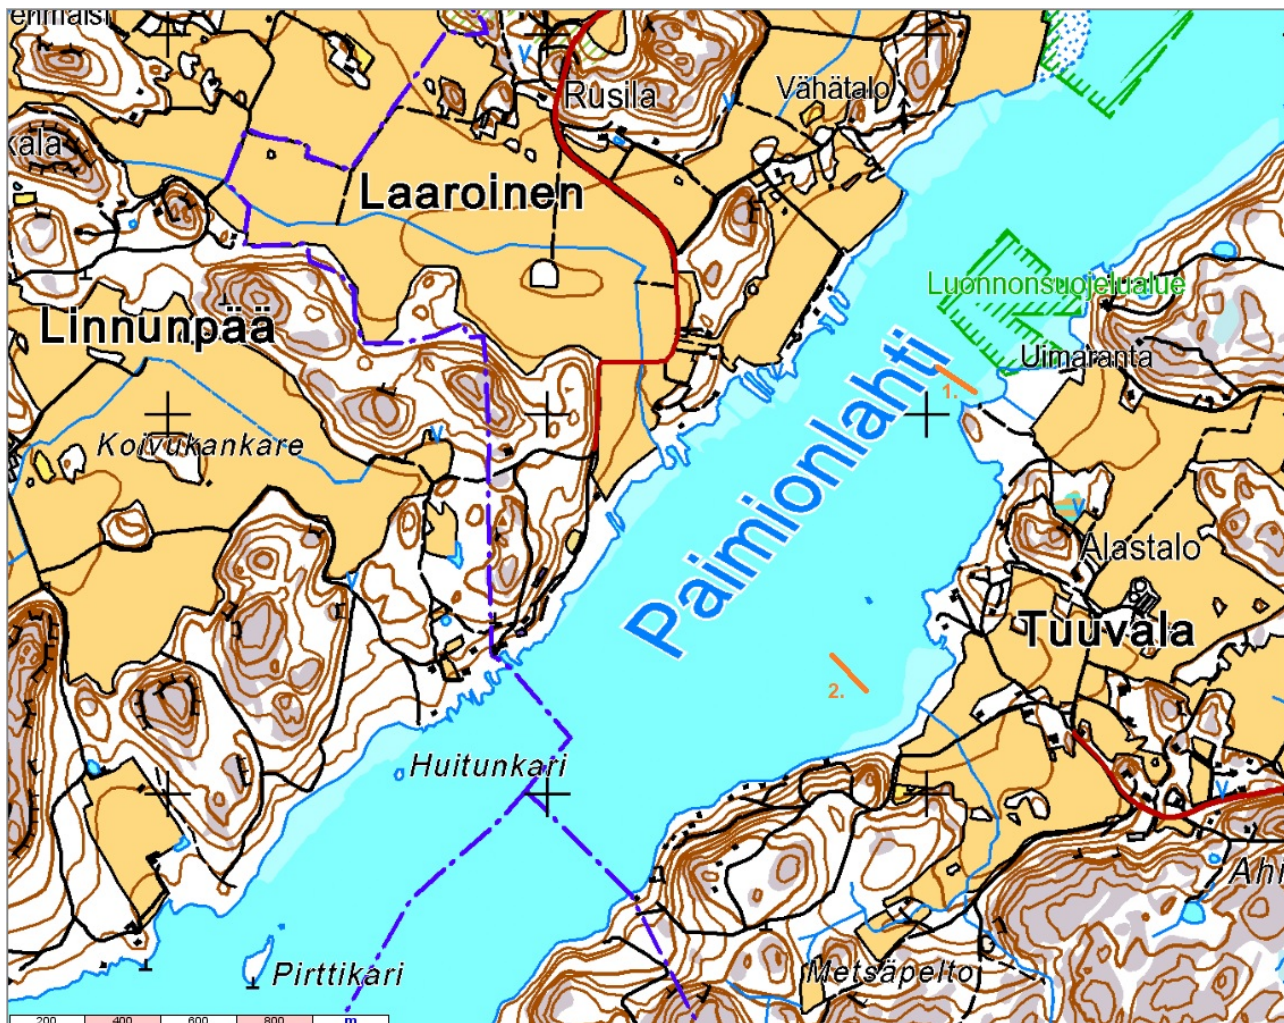 Rusila
Vähätalo
Laaroinen
Luonnonsuojelualue
Linnunpää
Uimaranta
1.
Paimionlahti
Koivukankare
Alastalo
Tuuvala
2.
Huitunkari
Metsäpelto
Pirttikari
200 400 600 800 m